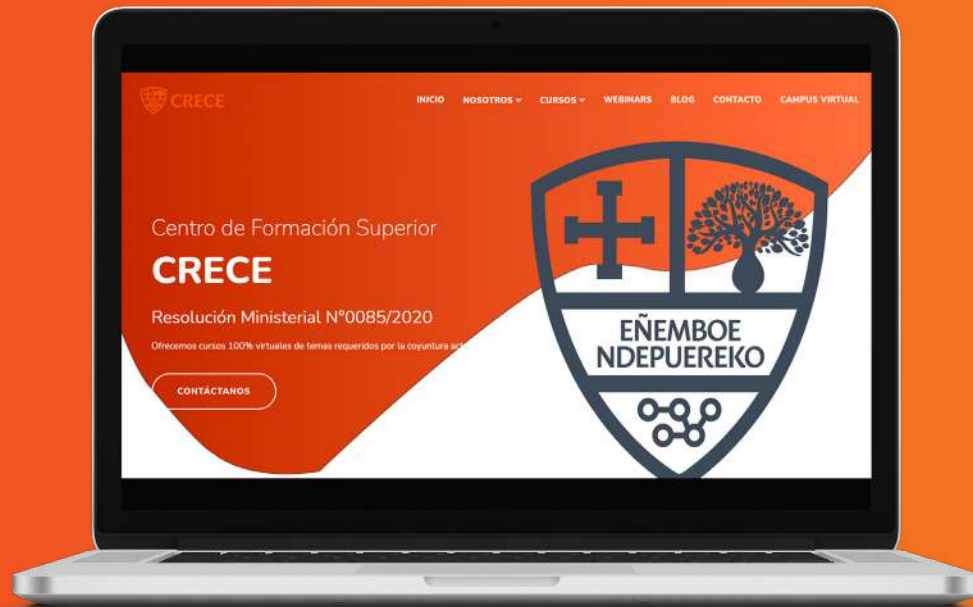 CRECE
INICIO NOSOTROS CURSOS WEBINARS BLOG CONTACTO CAMPUS VIRTUAL
Centro de Formación Superior
CRECE
Resolución Ministerial N°0085/2020
Ofrecemos cursos 100% virtuales de temas requeridos por la coyuntura
CONTÁCTANOS
EÑEMBOE
NDEPUEREKO